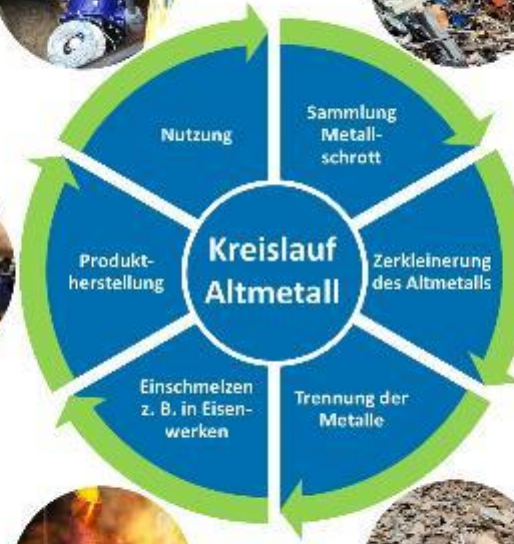 Kreislauf
Altmetall
Sammlung
Metall-
schrott
Zerkleinerung
des Altmetalls
Trennung der
Metalle
Einschmelzen
z. B. in Eisen-
werken
Produkt-
herstellung
Nutzung